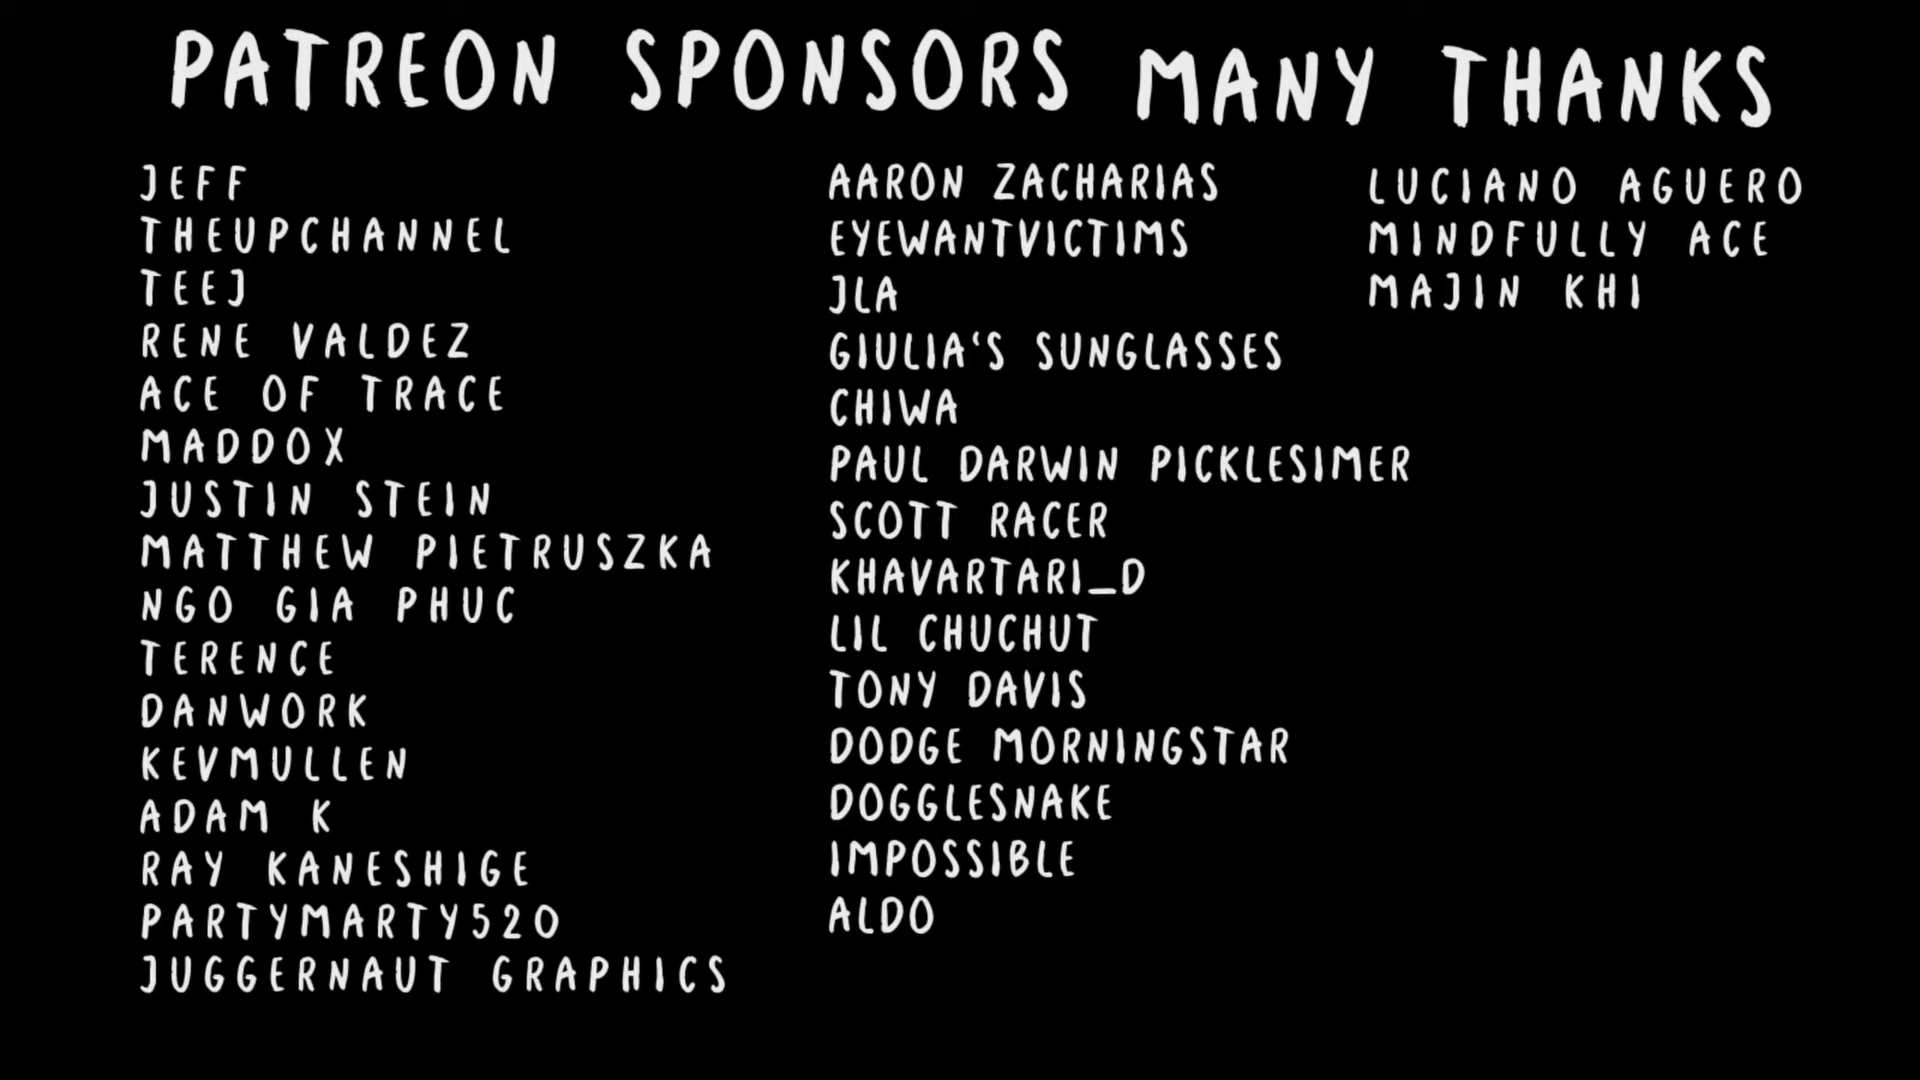 PATREON SPONSORS MANY THANKS
JEFF
THEUPCHANNEL
TEEJ
RENE VALDEZ
ACE OF TRACE
MADDOX
JUSTIN STEIN
MATTHEW PIETRUSZKA
NGO GIA PHUC
TERENCE
DANWORK
KEVMULLEN
ADAM K
RAY KANESHIGE
PARTYMARTY520
JUGGERNAUT GRAPHICS
AARON ZACHARIAS
EYEWANTVICTIMS
JLA
GIULIA'S SUNGLASSES
CHIWA
PAUL DARWIN PICKLESIMER
SCOTT RACER
KHAVARTARI_D
LIL CHUCHUT
TONY DAVIS
DODGE MORNINGSTAR
DOGGLESNAKE
IMPOSSIBLE
ALDO
LUCIANO AGUERO
MINDFULLY ACE
MAJIN KHI